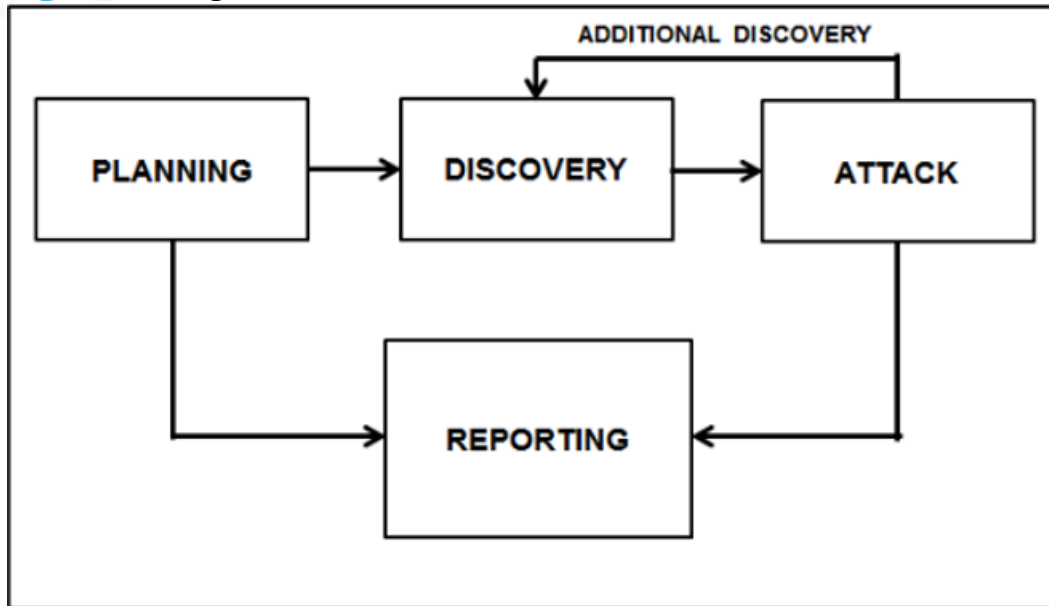 ADDITIONAL DISCOVERY
PLANNING
DISCOVERY
ATTACK
REPORTING